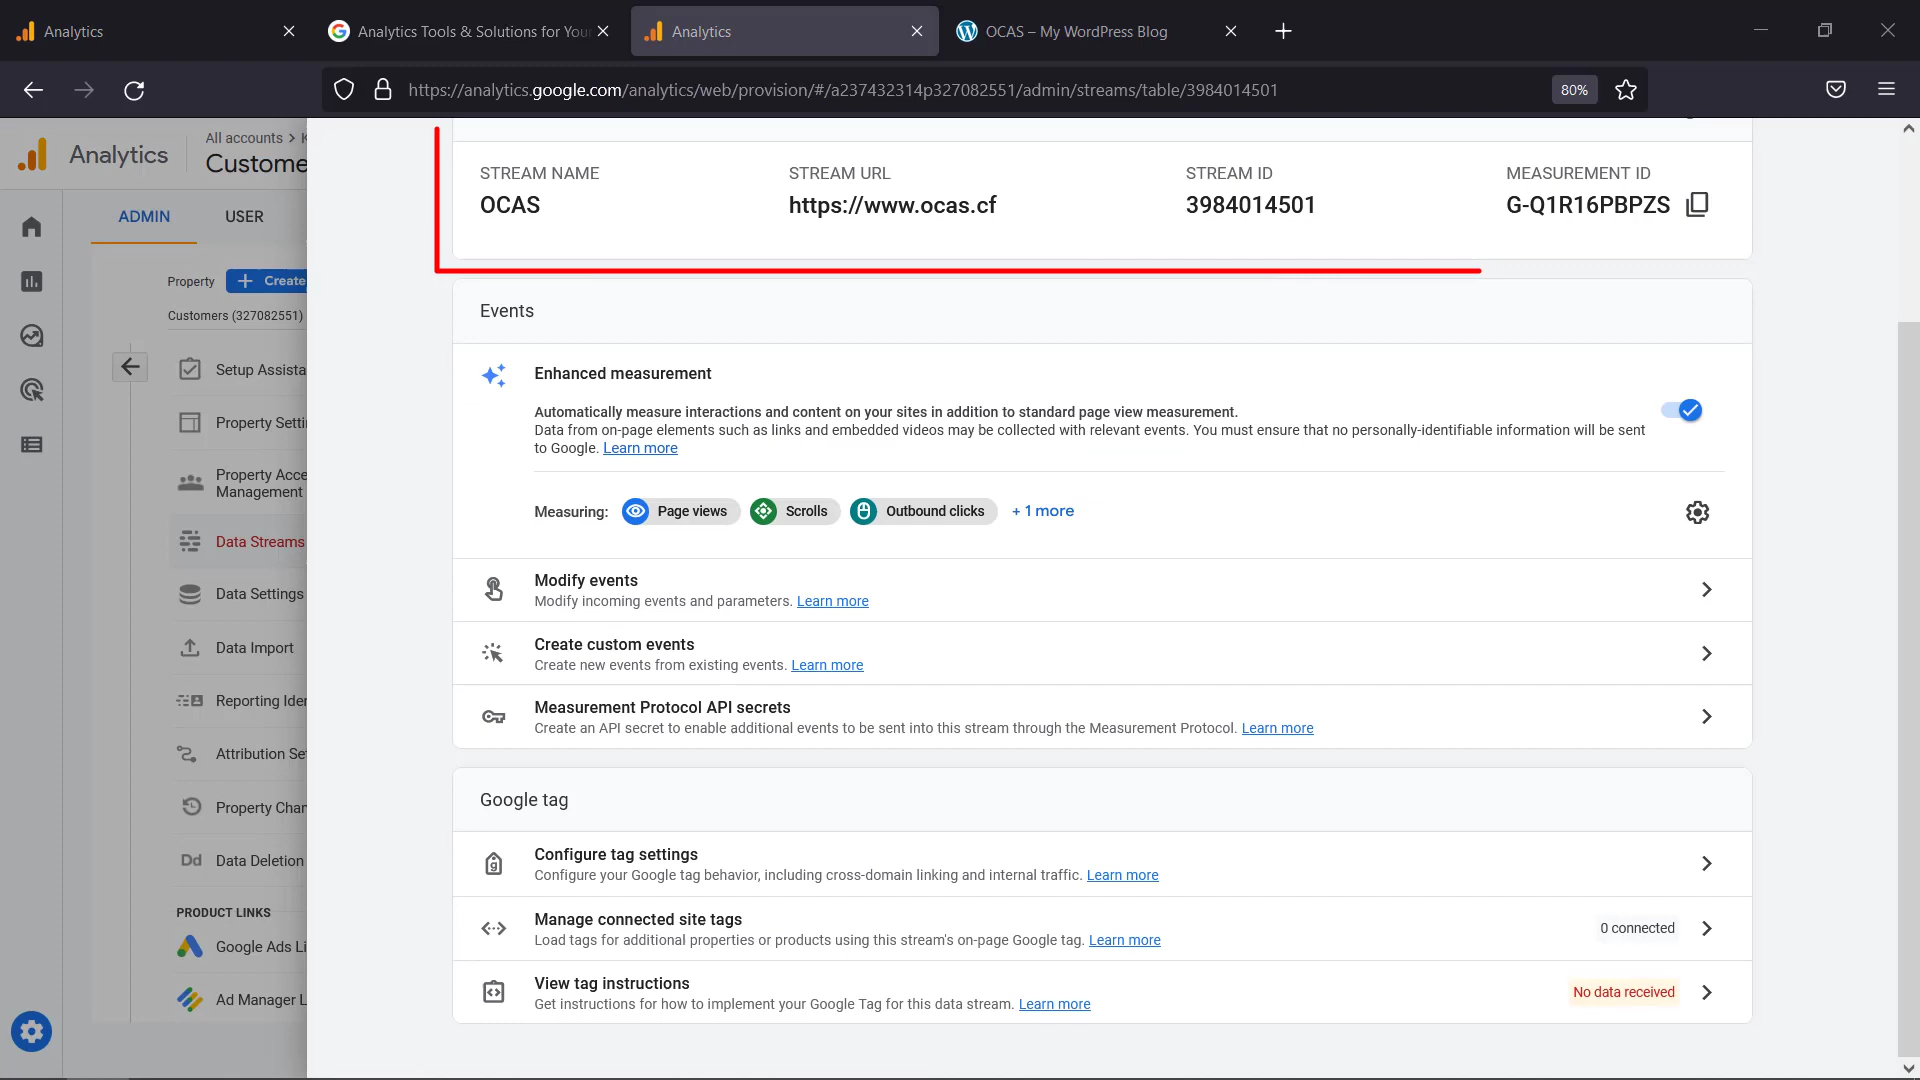 Analytics
Analytics Tools & Solutions for You
Analytics
OCAS – My WordPress Blog
https://analytics.google.com/analytics/web/provision/#/a237432314p327082551/admin/streams/table/3984014501
80%
Analytics
All accounts >
Custome
ADMIN
USER
Property
Create
Customers (327082551)
Setup Assista
Property Setti
Property Acce
Management
Data Streams
Data Settings
Data Import
Reporting Ider
Attribution Set
Property Char
Dd
Data Deletion
PRODUCT LINKS
Google Ads Li
Ad Manager L
STREAM NAME
OCAS
STREAM URL
https://www.ocas.cf
STREAM ID
3984014501
MEASUREMENT ID
G-Q1R16PBPZS
Events
Enhanced measurement
Automatically measure interactions and content on your sites in addition to standard page view measurement.
Data from on-page elements such as links and embedded videos may be collected with relevant events. You must ensure that no personally-identifiable information will be sent
to Google. Learn more
Measuring:
Page views
Scrolls
Outbound clicks
+ 1 more
Modify events
Modify incoming events and parameters. Learn more
Create custom events
Create new events from existing events. Learn more
Measurement Protocol API secrets
Create an API secret to enable additional events to be sent into this stream through the Measurement Protocol. Learn more
Google tag
Configure tag settings
Configure your Google tag behavior, including cross-domain linking and internal traffic. Learn more
Manage connected site tags
Load tags for additional properties or products using this stream's on-page Google tag. Learn more
0 connected
View tag instructions
Get instructions for how to implement your Google Tag for this data stream. Learn more
No data received